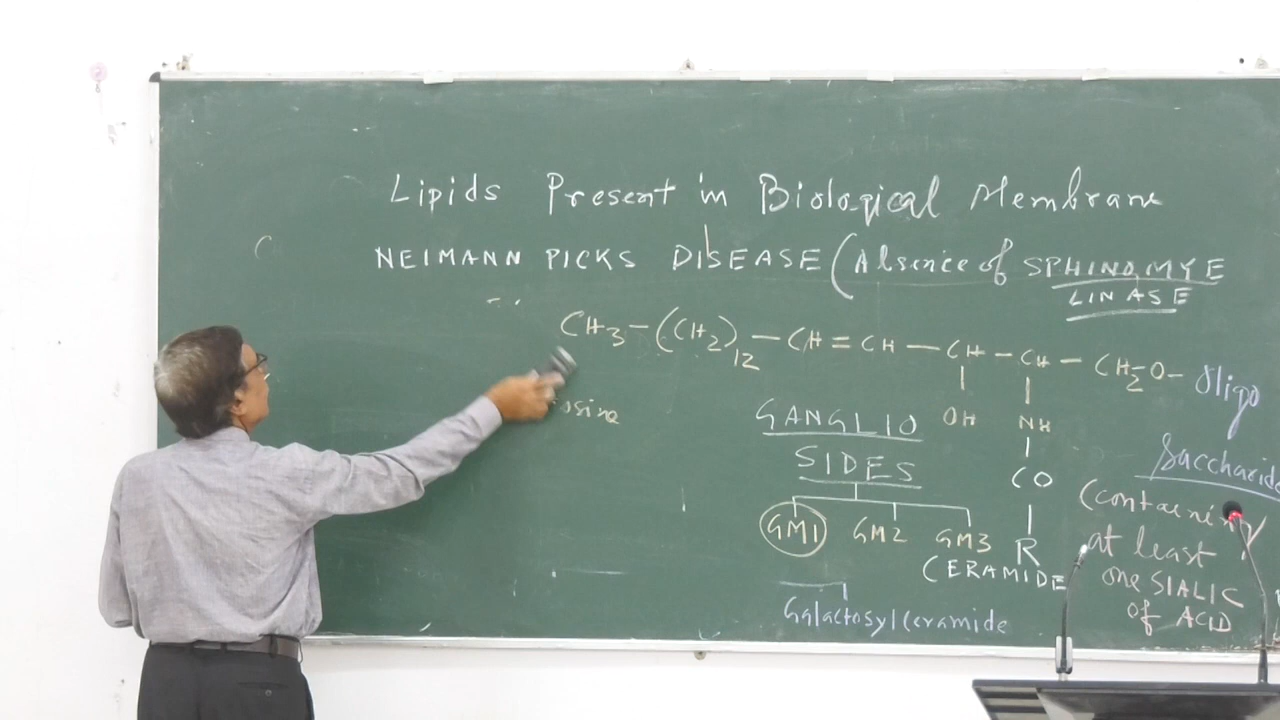 Lipids Present in Biological Membrane
NEIMANN PICKS DISEASE (Absence of SPHINGMYE
LINASE
CH3-(CH2)12-CH=CH-CH-CH-CH2-O-Oligo
OH NH
CO
R
Saccharide
(containing
at least
one SIALIC
of ACID
osine
GANGLIO
SIDES
GM1 GM2 GM3
CERAMIDE
Galactosyl Ceramide